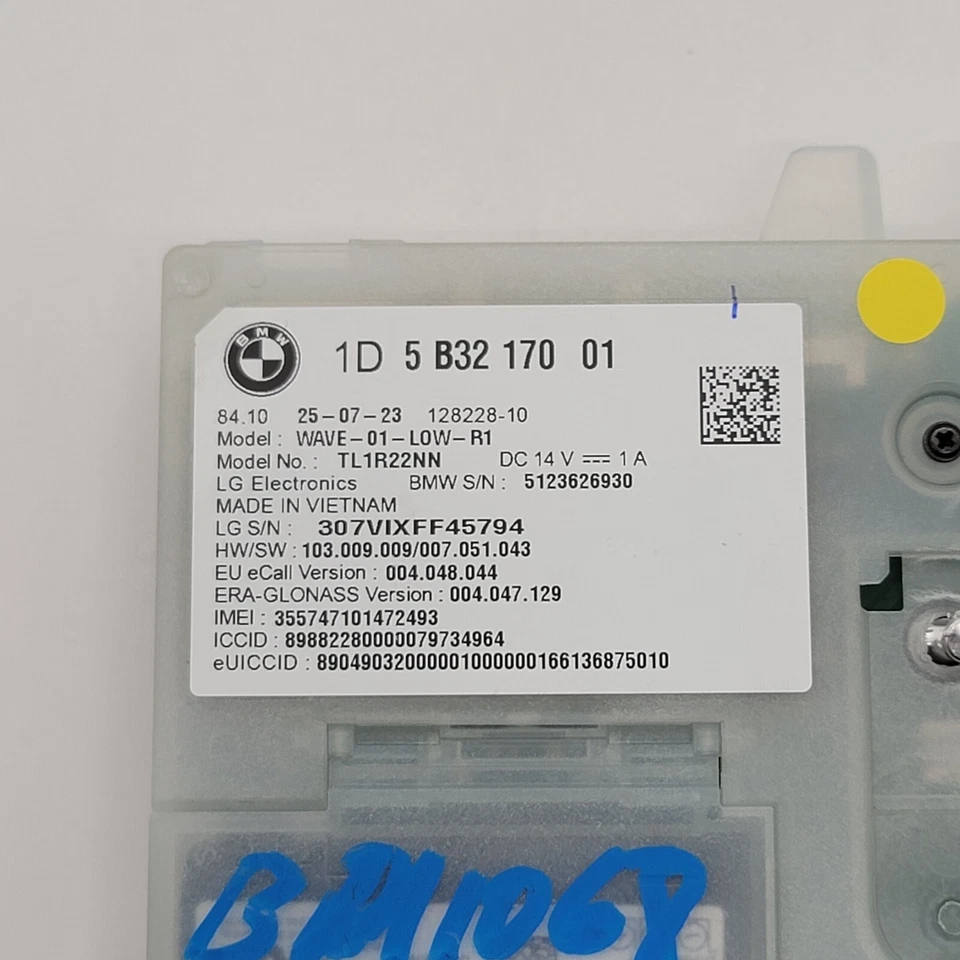 BMW
1D 5 B32 170 01
84.10 25-07-23 128228-10
Model : WAVE-01-LOW-R1
Model No. : TL1R22NN DC 14 V ⎓ 1 A
LG Electronics BMW S/N : 5123626930
MADE IN VIETNAM
LG S/N : 307VIXFF45794
HW/SW : 103.009.009/007.051.043
EU eCall Version : 004.048.044
ERA-GLONASS Version : 004.047.129
IMEI : 355747101472493
ICCID : 89882280000079734964
eUICCID : 89049032000001000000166136875010
BM1068